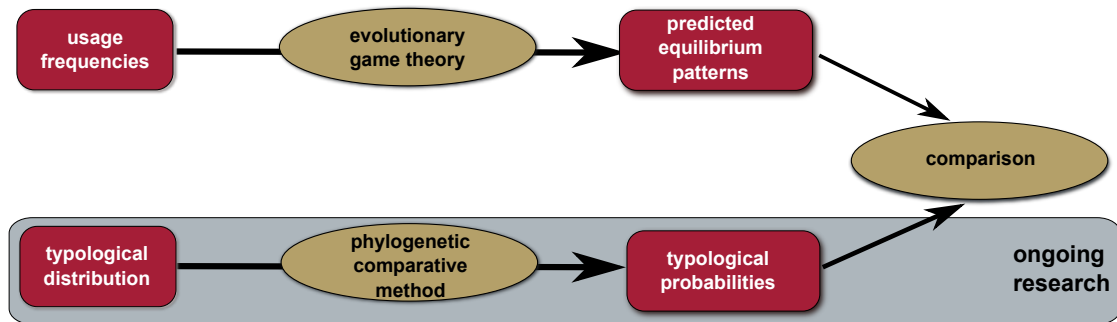 usage
frequencies
evolutionary
game theory
predicted
equilibrium
patterns
comparison
typological
distribution
phylogenetic
comparative
method
typological
probabilities
ongoing
research